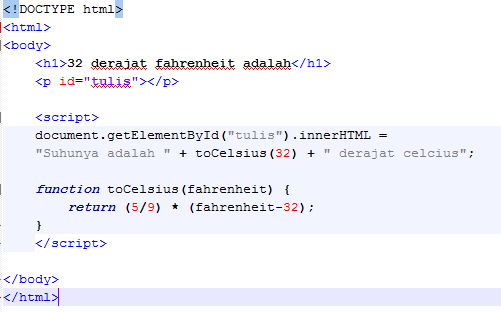 <!DOCTYPE html>
<html>
<body>
<h1>32 derajat fahrenheit adalah</h1>
<p id="tulis"></p>
<script>
document.getElementById("tulis").innerHTML =
"Suhunya adalah " + toCelsius(32) + " derajat celcius";
function toCelsius(fahrenheit) {
return (5/9) * (fahrenheit-32);
}
</script>
</body>
</html>